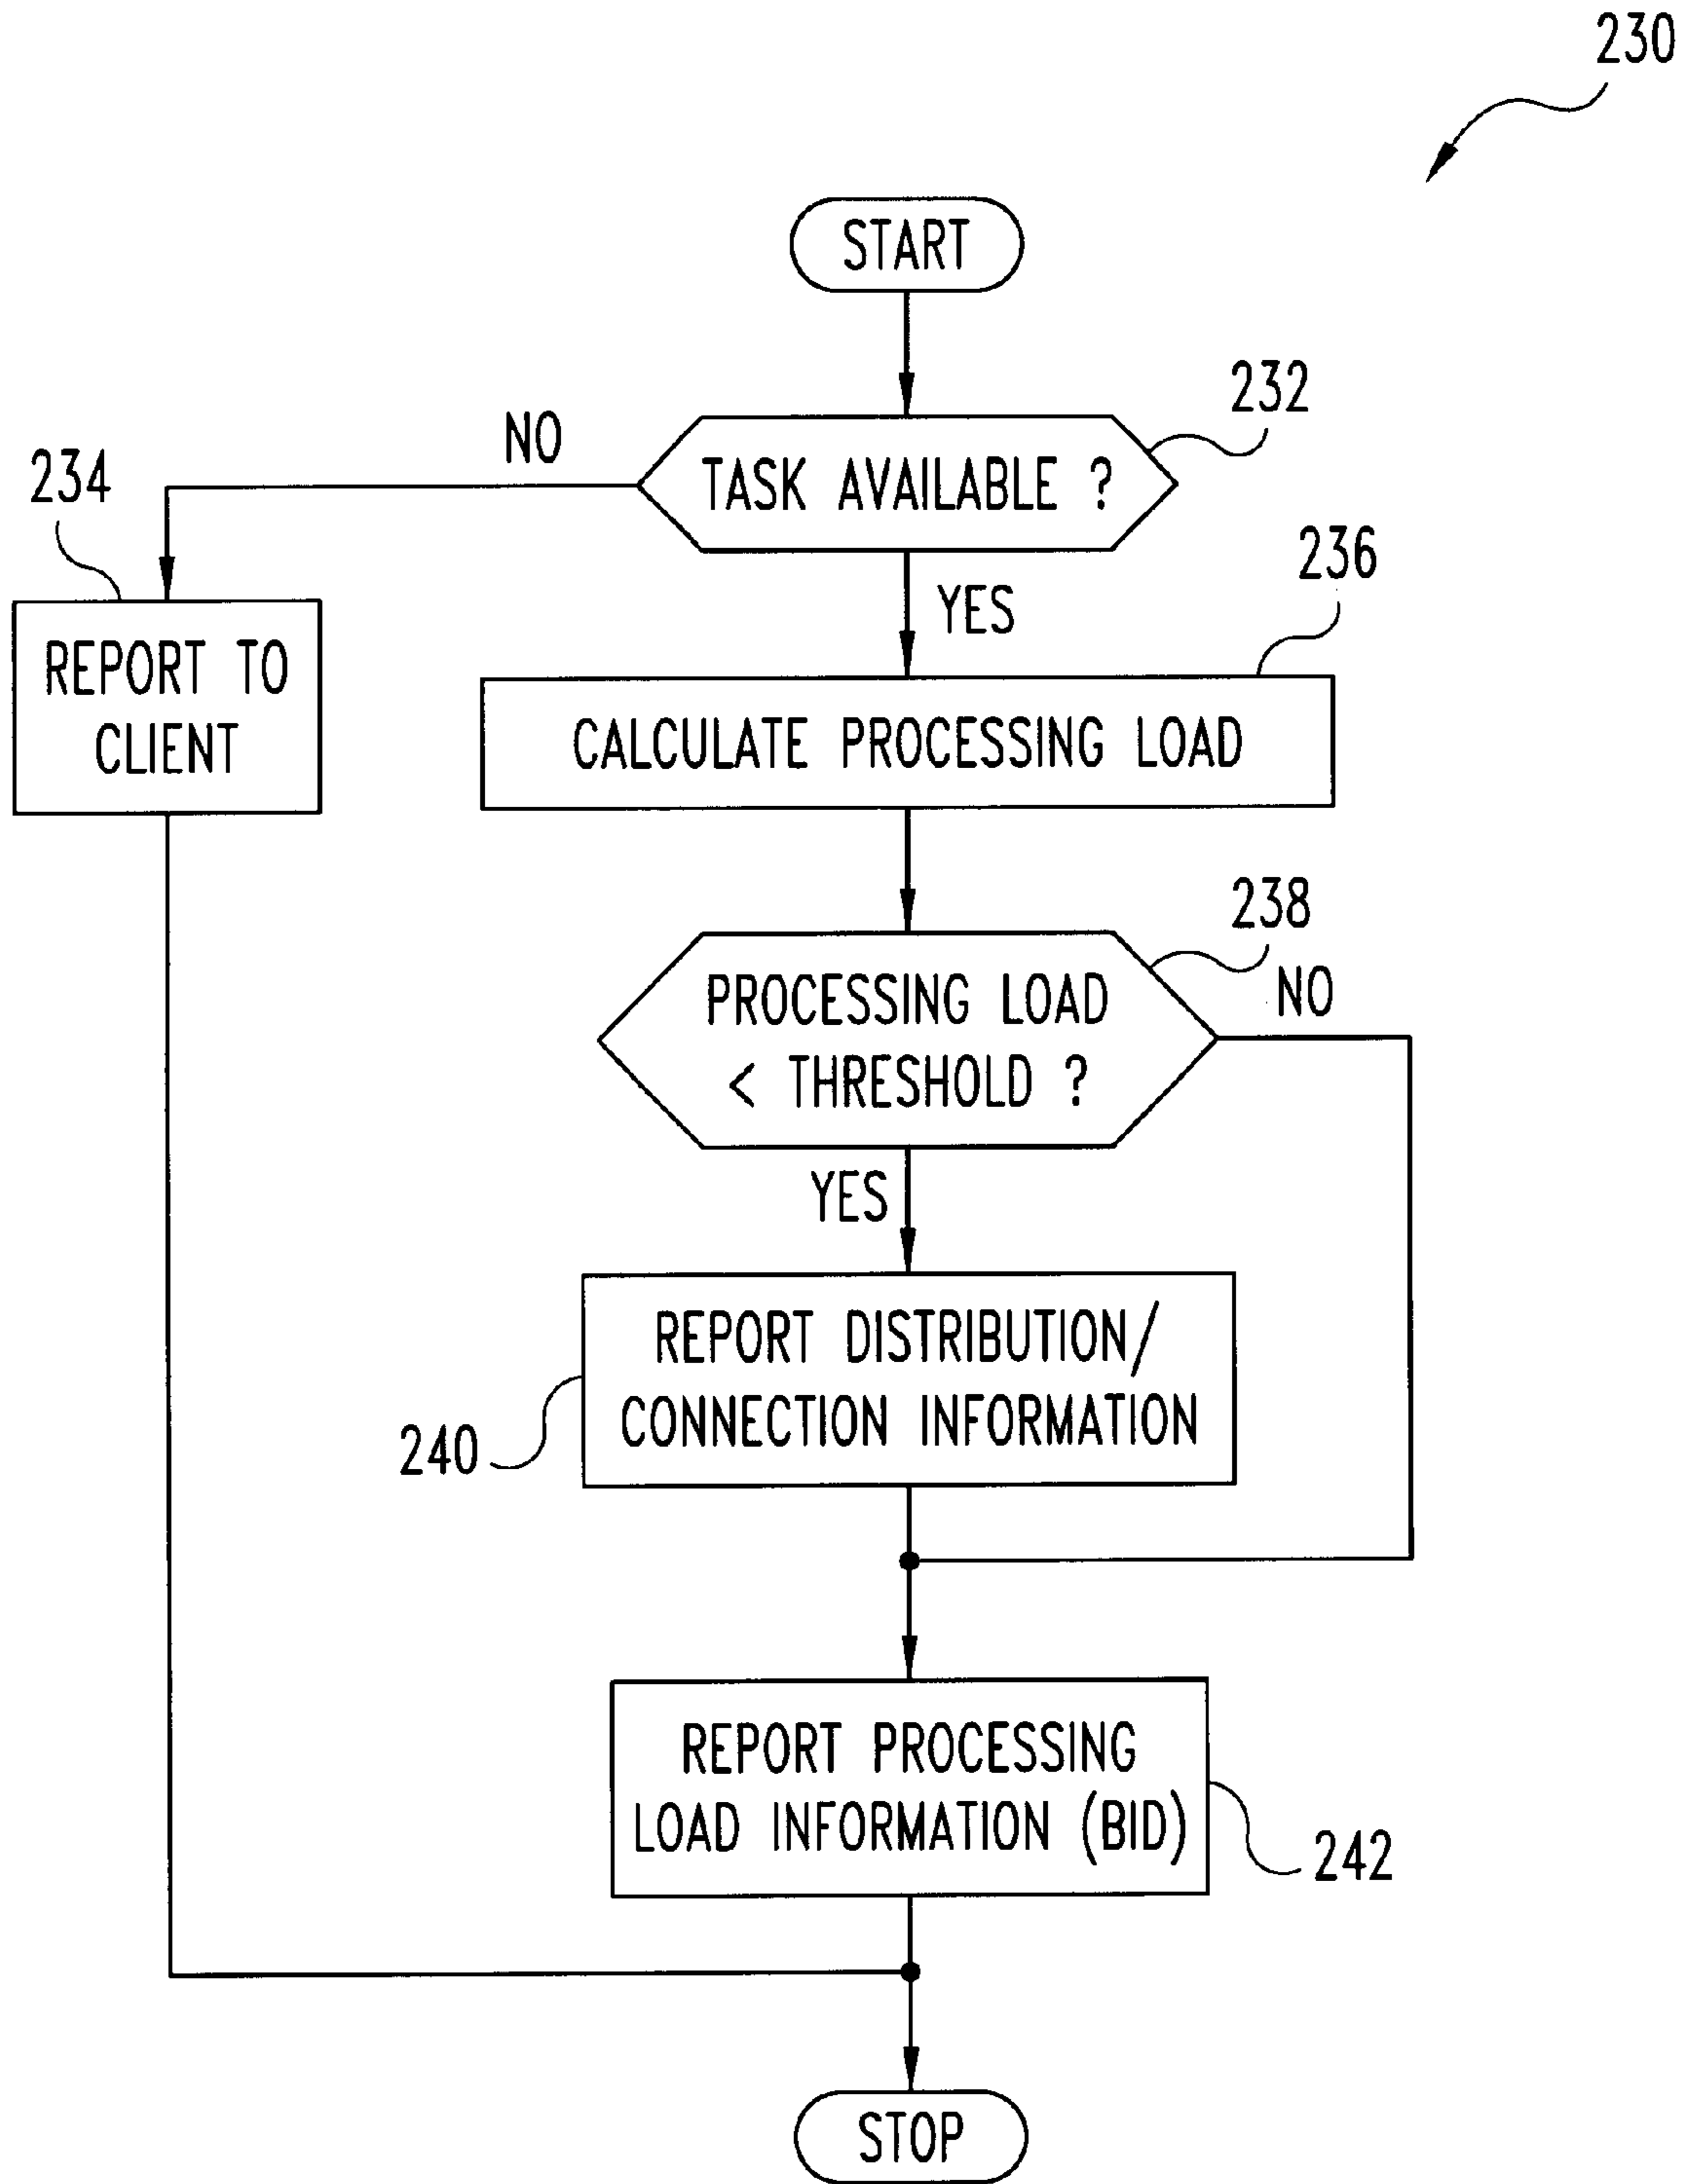 230
START
232
NO
TASK AVAILABLE ?
234
236
YES
REPORT TO
CLIENT
CALCULATE PROCESSING LOAD
238
NO
PROCESSING LOAD
< THRESHOLD ?
YES
REPORT DISTRIBUTION/
CONNECTION INFORMATION
240
REPORT PROCESSING
LOAD INFORMATION (BID)
242
STOP